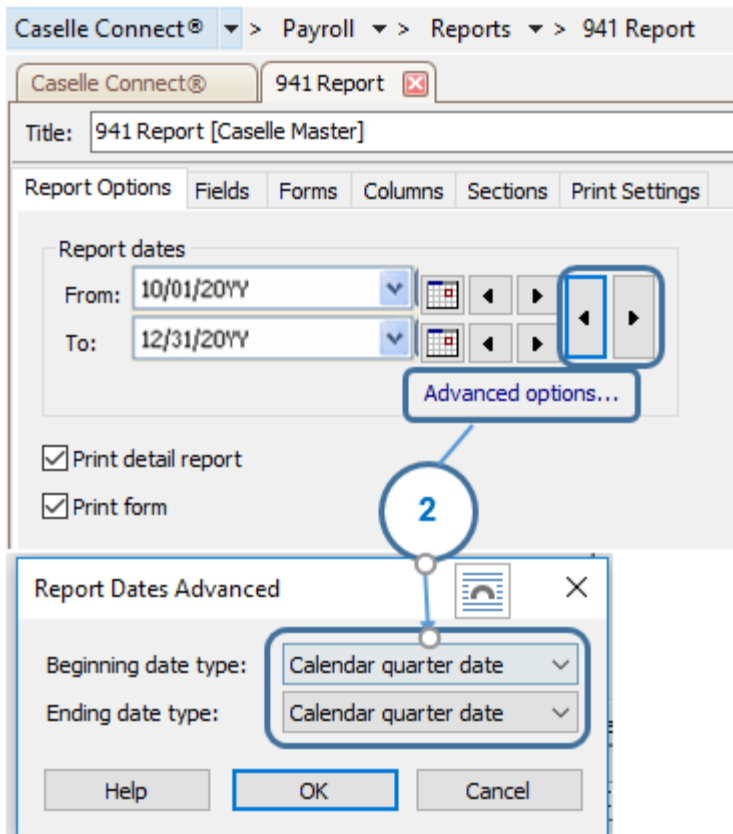 Caselle Connect® > Payroll > Reports > 941 Report
Caselle Connect® 941 Report
Title: 941 Report [Caselle Master]
Report Options Fields Forms Columns Sections Print Settings
Report dates
From: 10/01/20YY
To: 12/31/20YY
Advanced options...
Print detail report
Print form
2
Report Dates Advanced
Beginning date type: Calendar quarter date
Ending date type: Calendar quarter date
Help OK Cancel